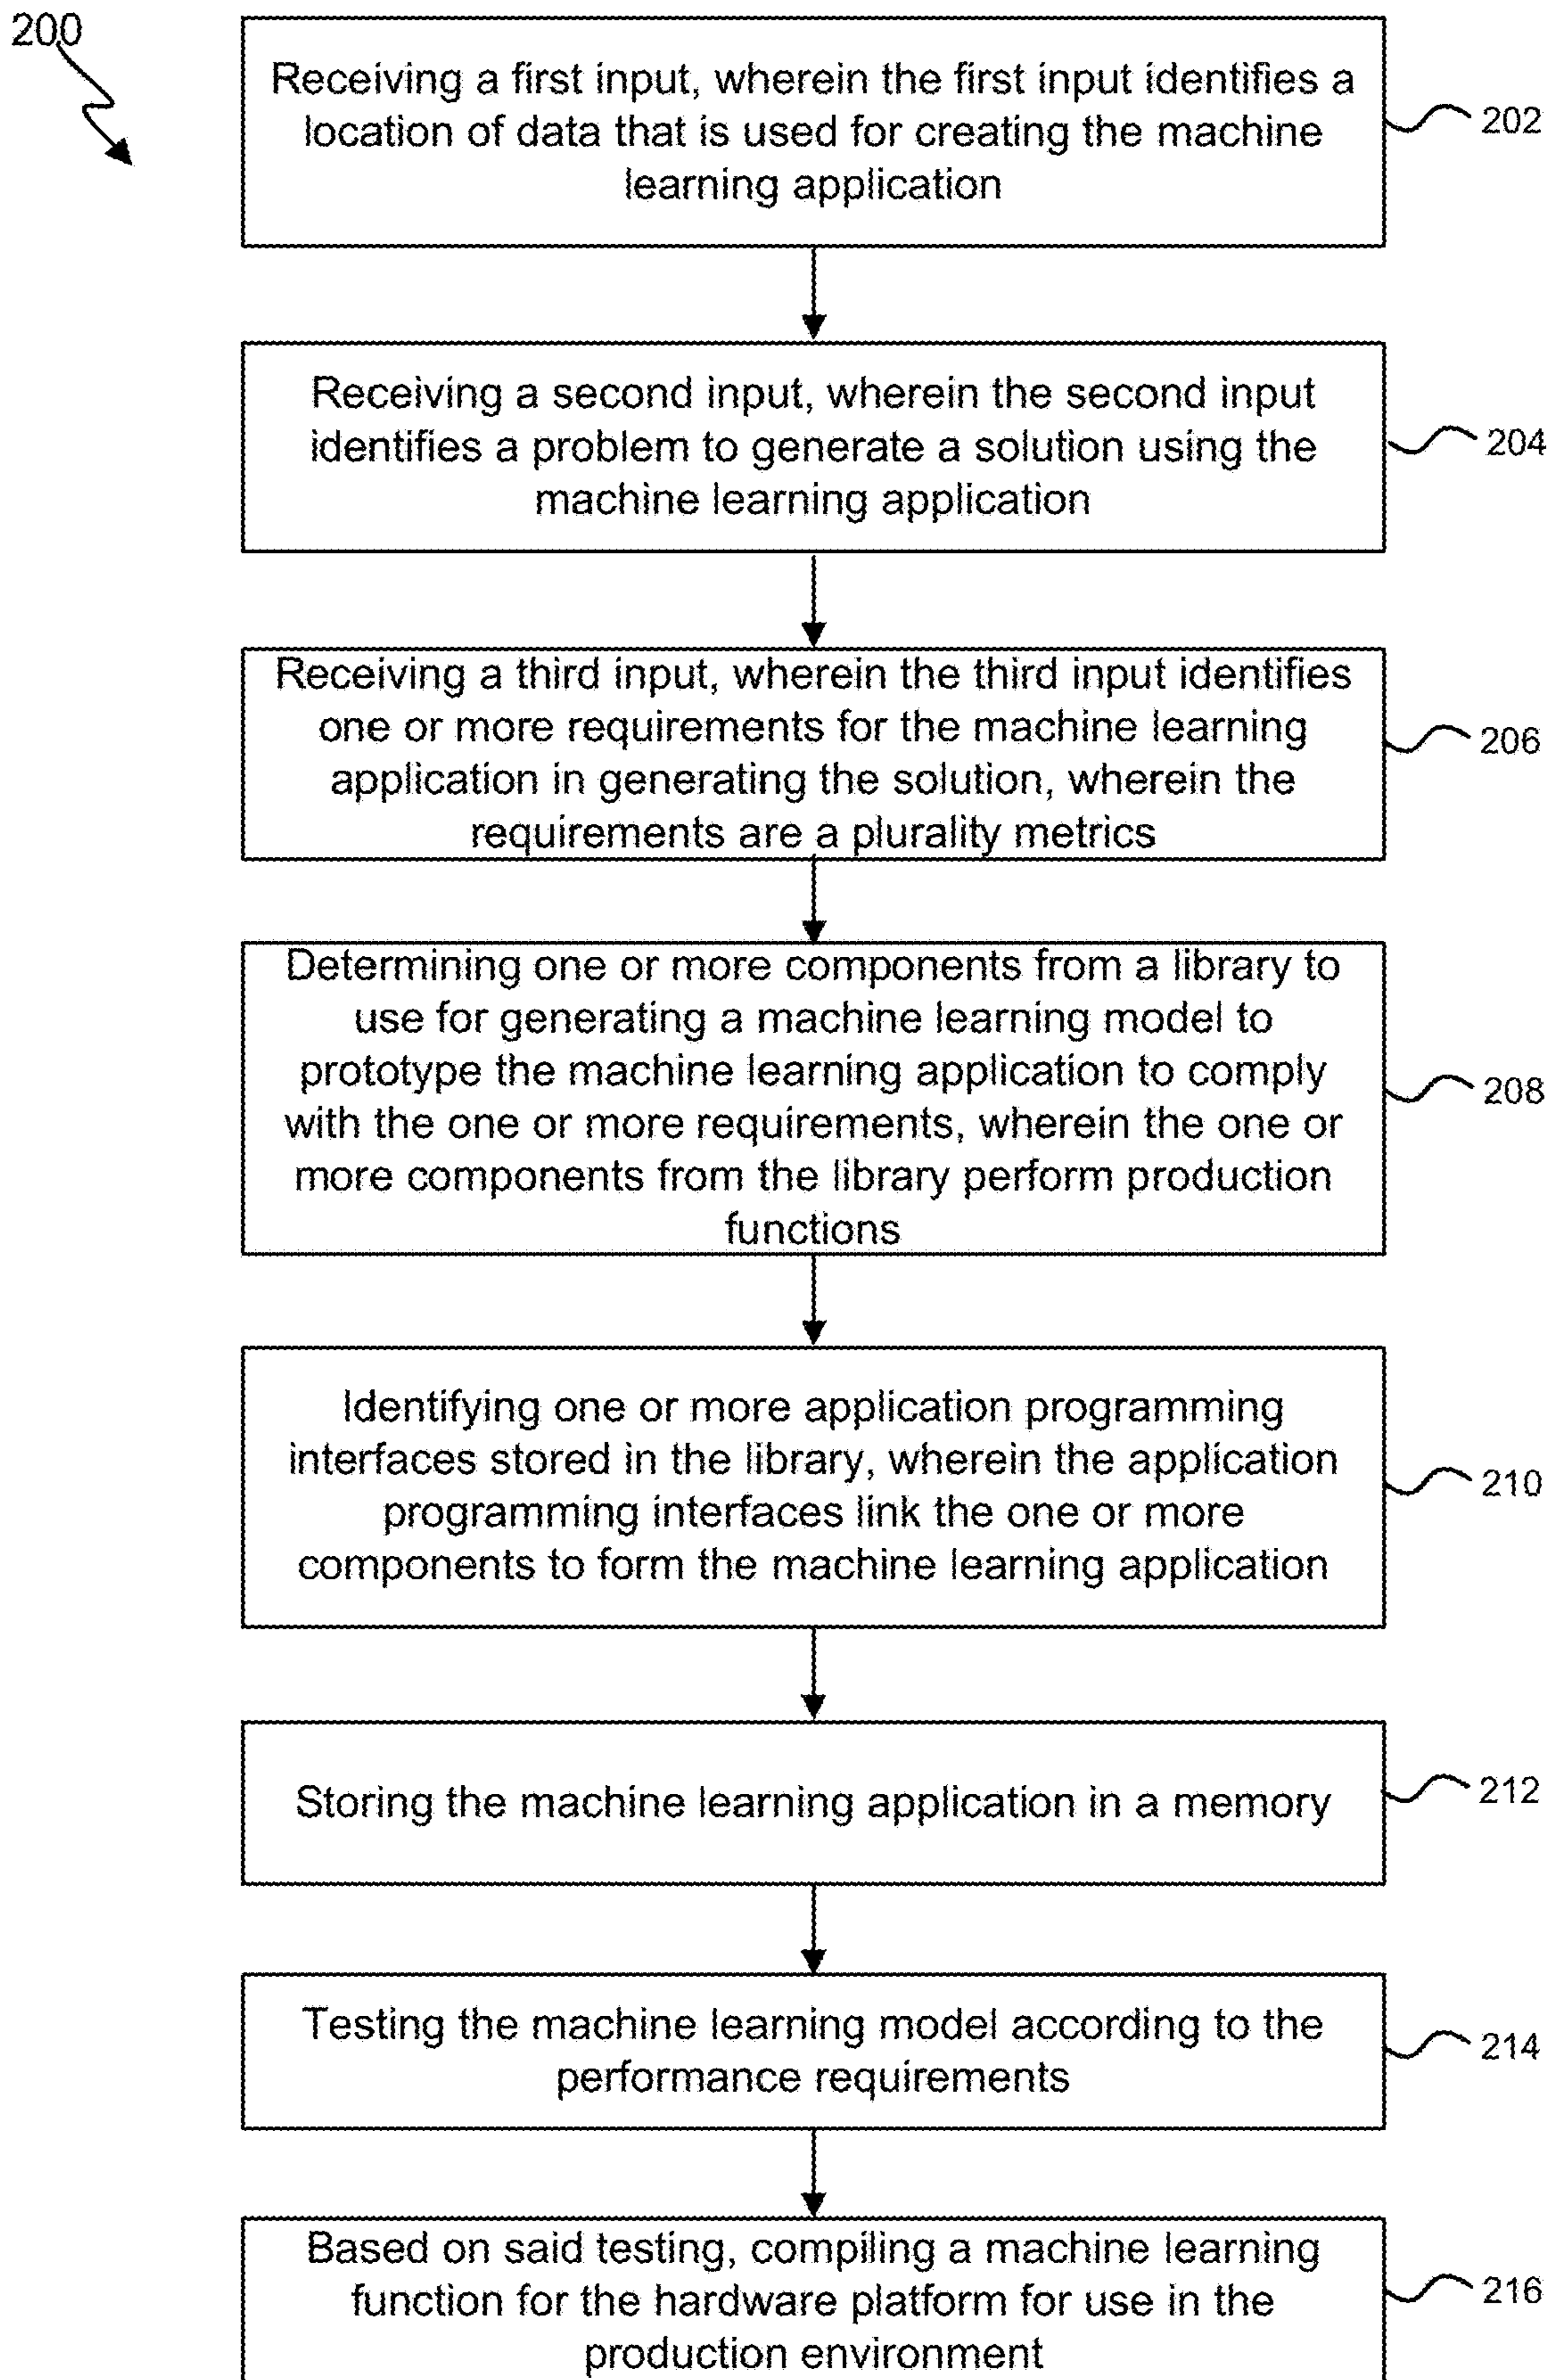 200
Receiving a first input, wherein the first input identifies a
location of data that is used for creating the machine
learning application
202
Receiving a second input, wherein the second input
identifies a problem to generate a solution using the
machine learning application
204
Receiving a third input, wherein the third input identifies
one or more requirements for the machine learning
application in generating the solution, wherein the
requirements are a plurality metrics
206
Determining one or more components from a library to
use for generating a machine learning model to
prototype the machine learning application to comply
with the one or more requirements, wherein the one or
more components from the library perform production
functions
208
Identifying one or more application programming
interfaces stored in the library, wherein the application
programming interfaces link the one or more
components to form the machine learning application
210
Storing the machine learning application in a memory
212
Testing the machine learning model according to the
performance requirements
214
Based on said testing, compiling a machine learning
function for the hardware platform for use in the
production environment
216